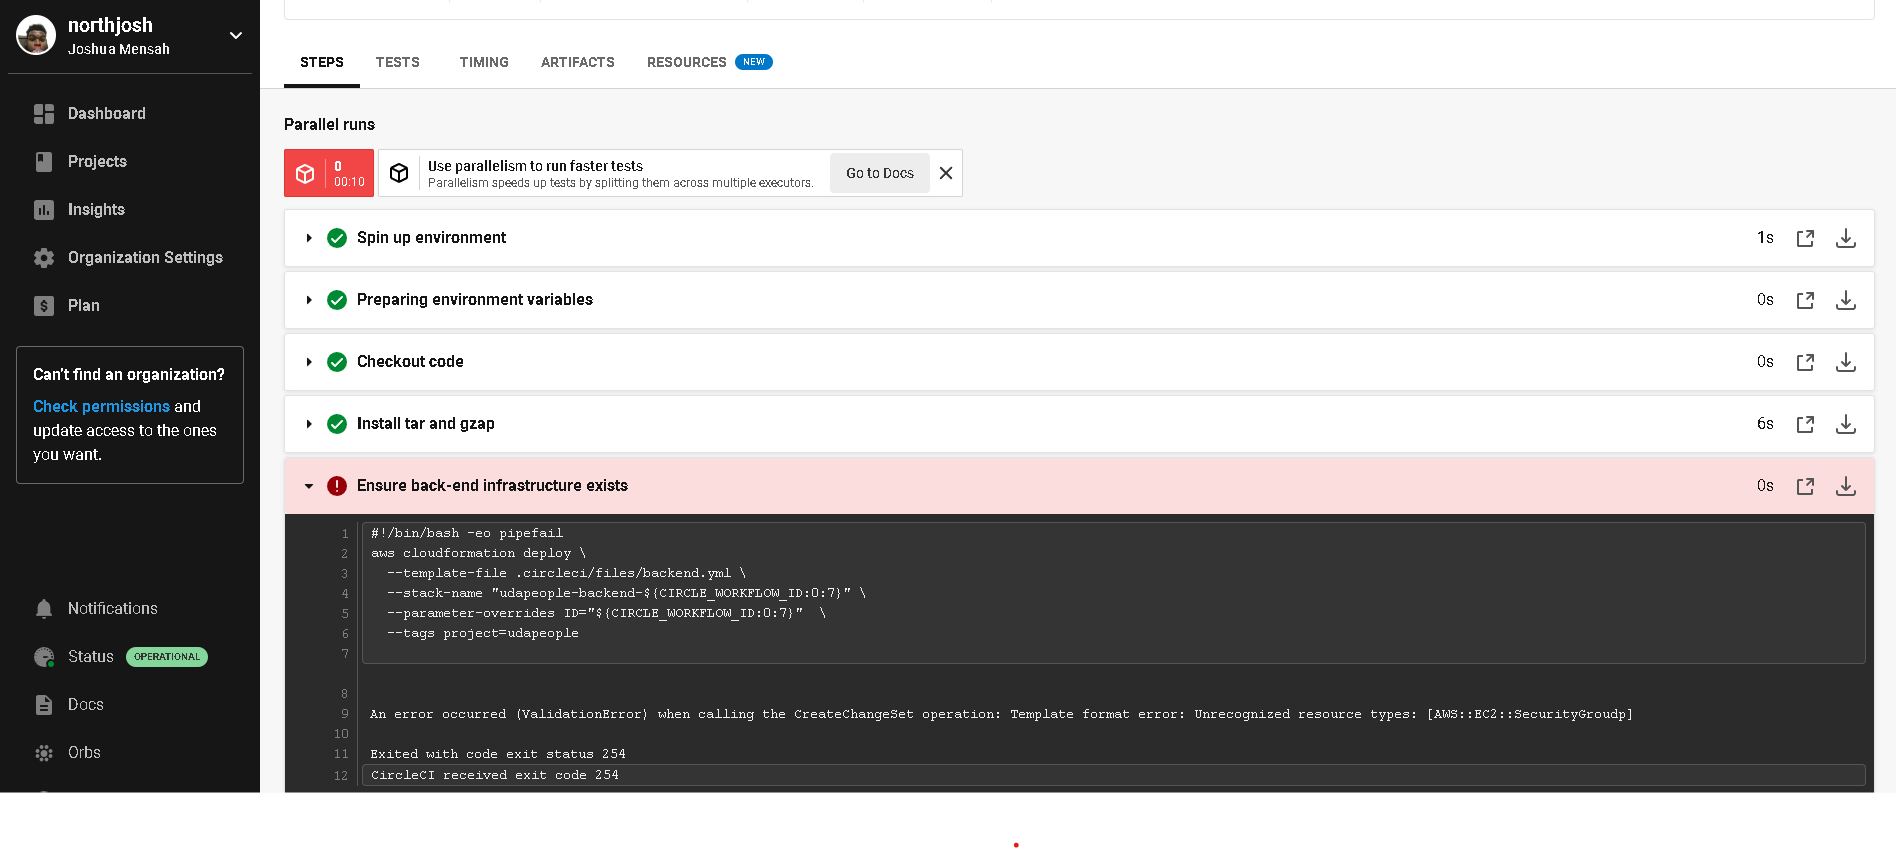 northjosh
Joshua Mensah
Dashboard
Projects
Insights
Organization Settings
Plan
Can't find an organization?
Check permissions and
update access to the ones
you want.
Notifications
Status OPERATIONAL
Docs
Orbs
STEPS TESTS TIMING ARTIFACTS RESOURCES NEW
Parallel runs
0
00:10
Use parallelism to run faster tests
Parallelism speeds up tests by splitting them across multiple executors.
Go to Docs
Spin up environment 1s
Preparing environment variables 0s
Checkout code 0s
Install tar and gzap 6s
Ensure back-end infrastructure exists 0s
1 #!/bin/bash -eo pipefail
2 aws cloudformation deploy \
3 --template-file .circleci/files/backend.yml \
4 --stack-name "udapeople-backend-${CIRCLE_WORKFLOW_ID:0:7}" \
5 --parameter-overrides ID="${CIRCLE_WORKFLOW_ID:0:7}" \
6 --tags project=udapeople
7
8
9 An error occurred (ValidationError) when calling the CreateChangeSet operation: Template format error: Unrecognized resource types: [AWS::EC2::SecurityGroudp]
10
11 Exited with code exit status 254
12 CircleCI received exit code 254